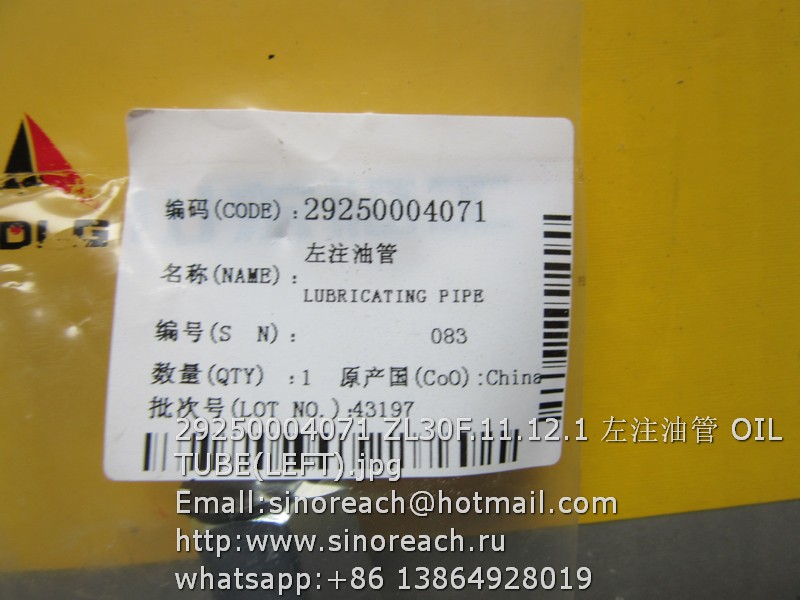 SDLG
编码(CODE):29250004071
左注油管
名称(NAME):
LUBRICATING PIPE
编号(S N): 083
数量(QTY) :1 原产国(CoO):China
批次号(LOT NO.):43197
29250004071 ZL30F.11.12.1 左注油管 OIL
TUBE(LEFT).jpg
Email:sinoreach@hotmail.com
http:www.sinoreach.ru
whatsapp:+86 13864928019